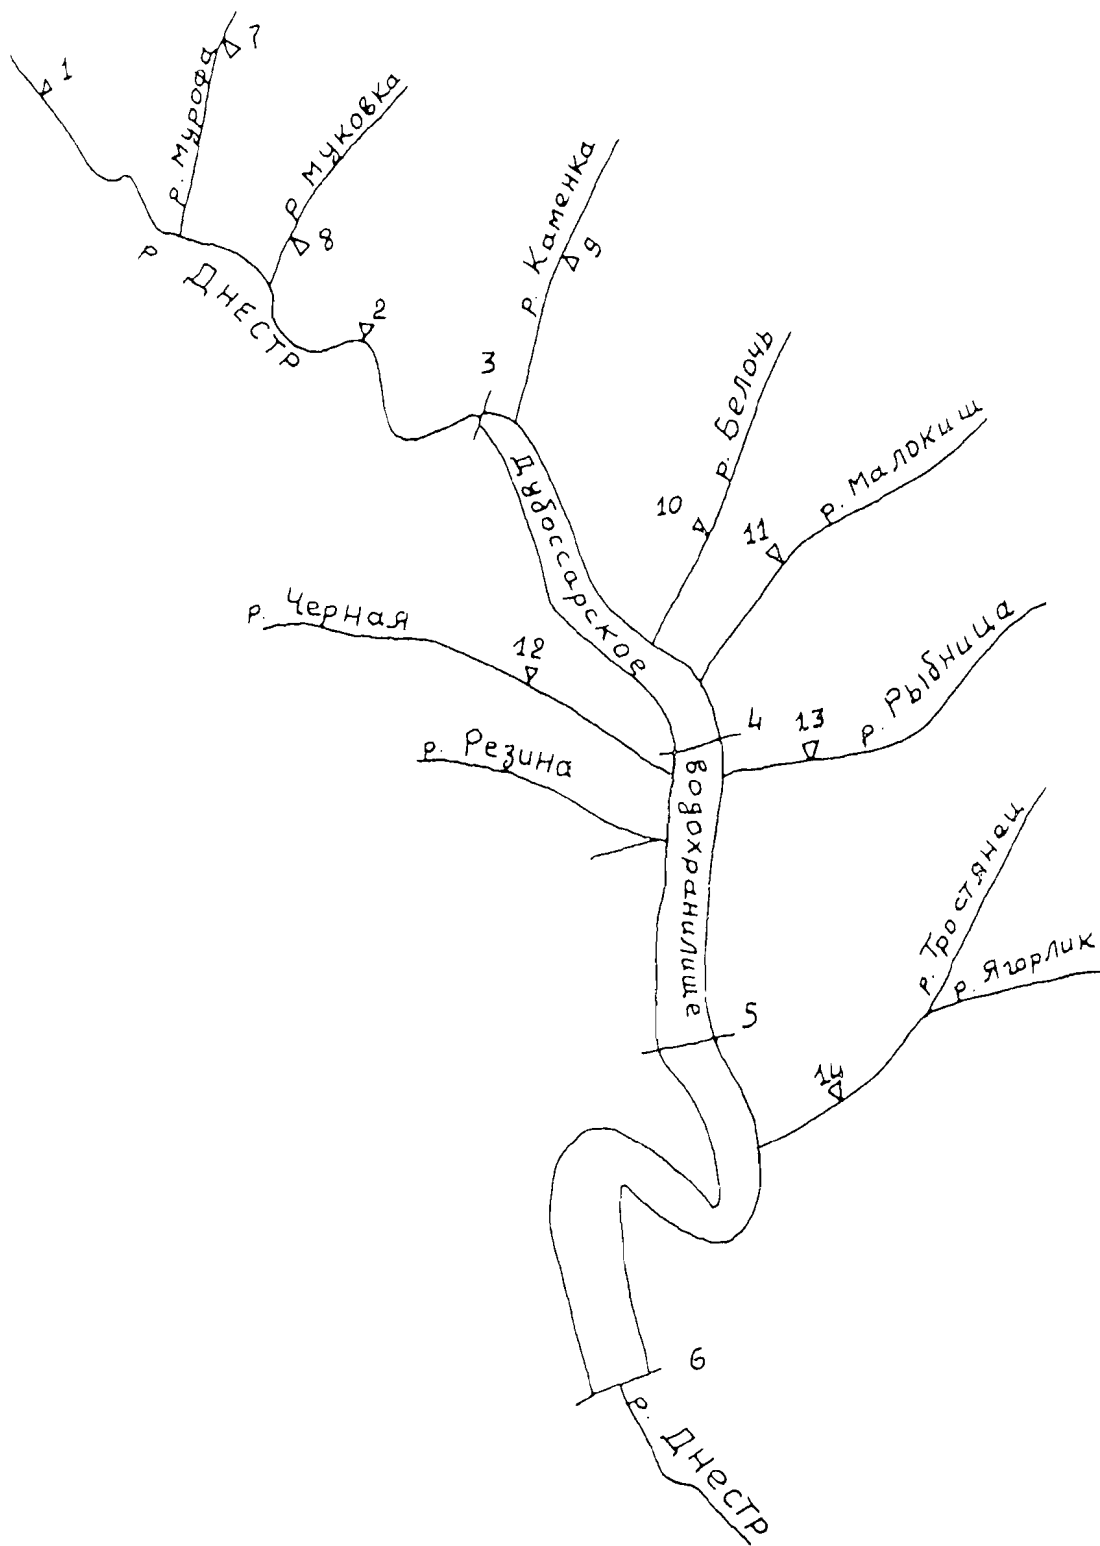 1
р. Мурофа
7
р Муковка
8
р Днестр
2
3
р. Каменка
9
р. Белочь
10
р. Малокиш
11
Дубоссарское
р. Черная
12
р. Резина
4
13
р. Рыбница
водохранилище
р. Тростянец
р. Ягорлик
5
14
6
р. Днестр